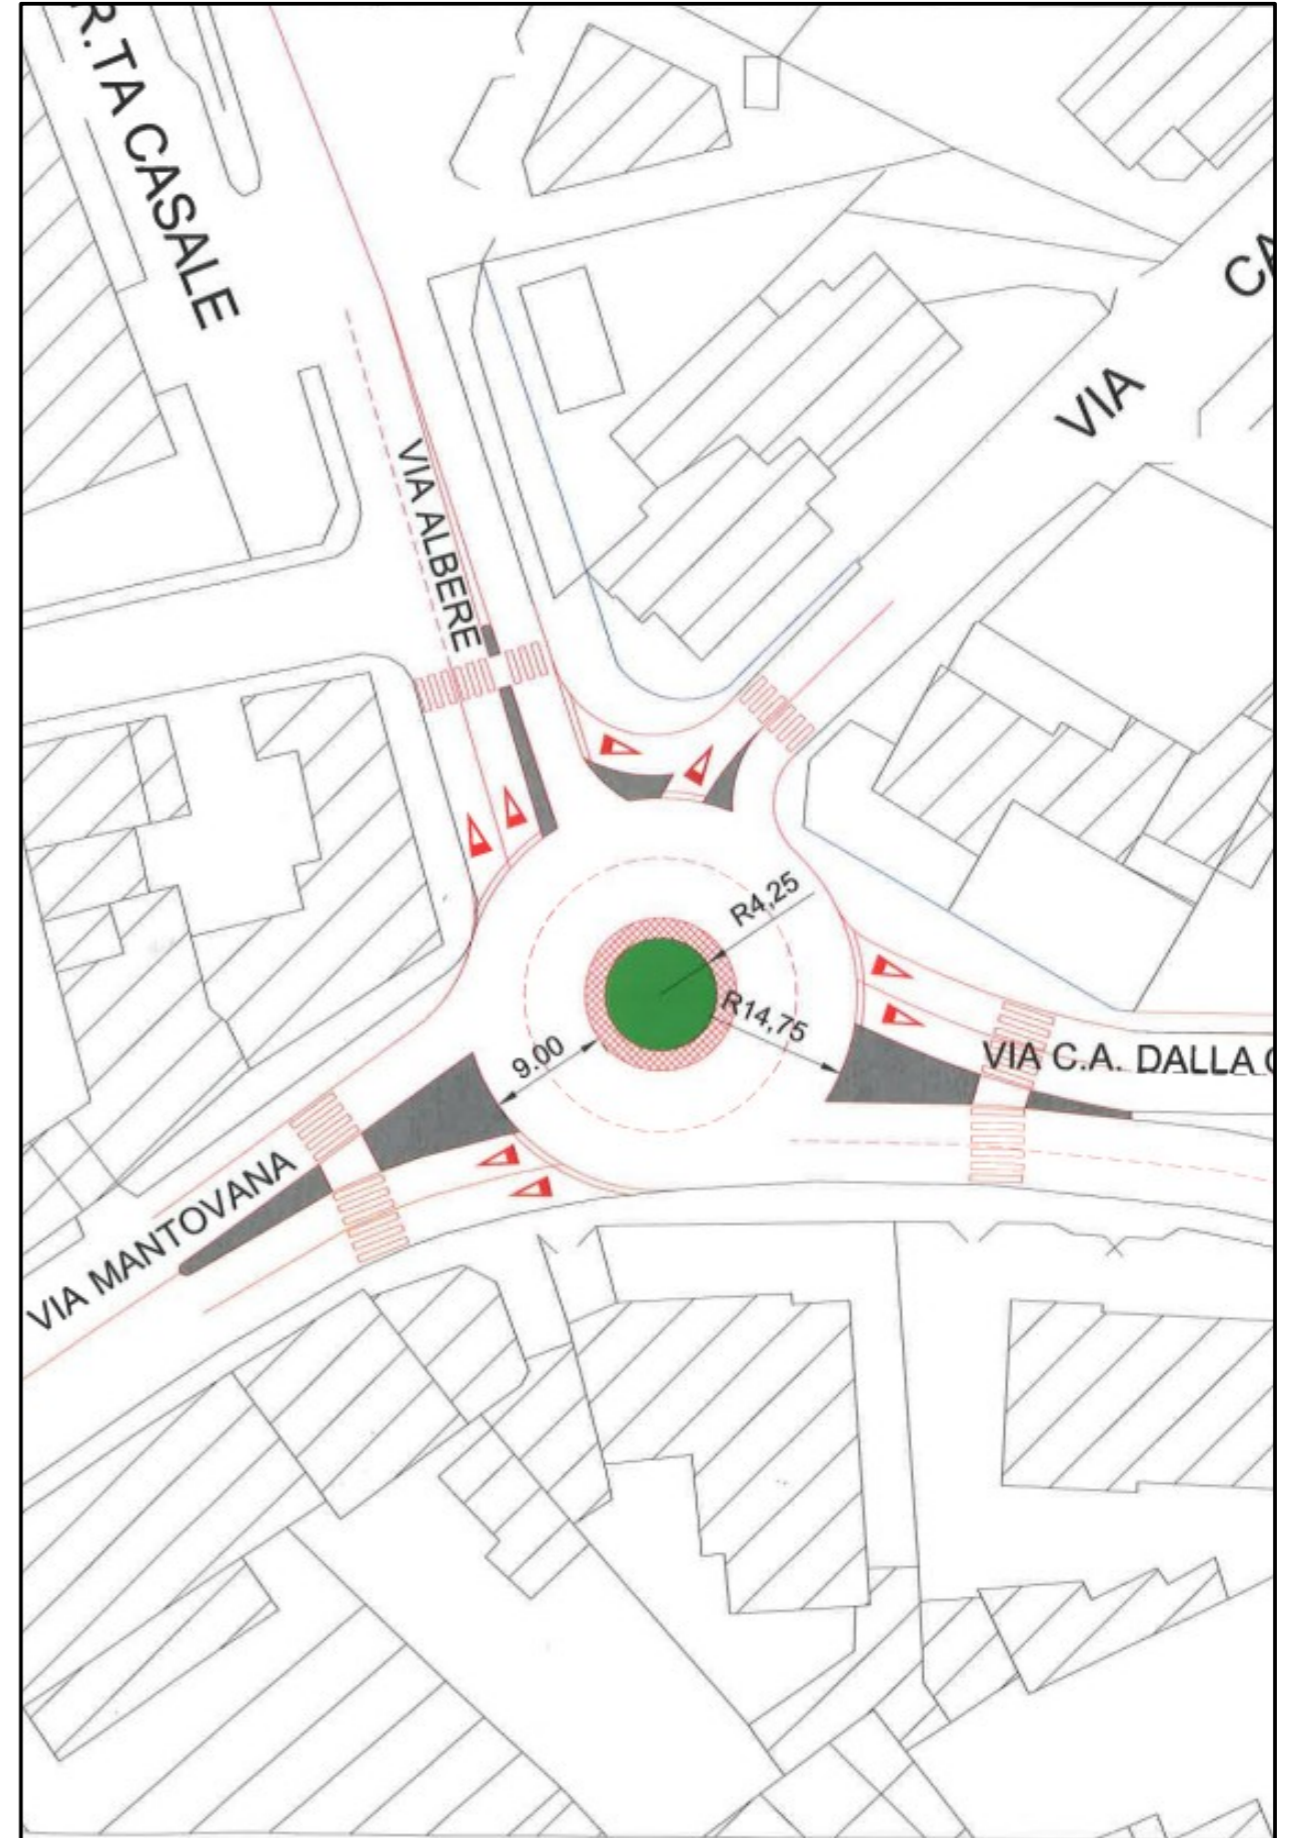 R.TA CASALE
CA
VIA
VIA ALBERE
R4,25
R14,75
9.00
VIA C.A. DALLA C
VIA MANTOVANA